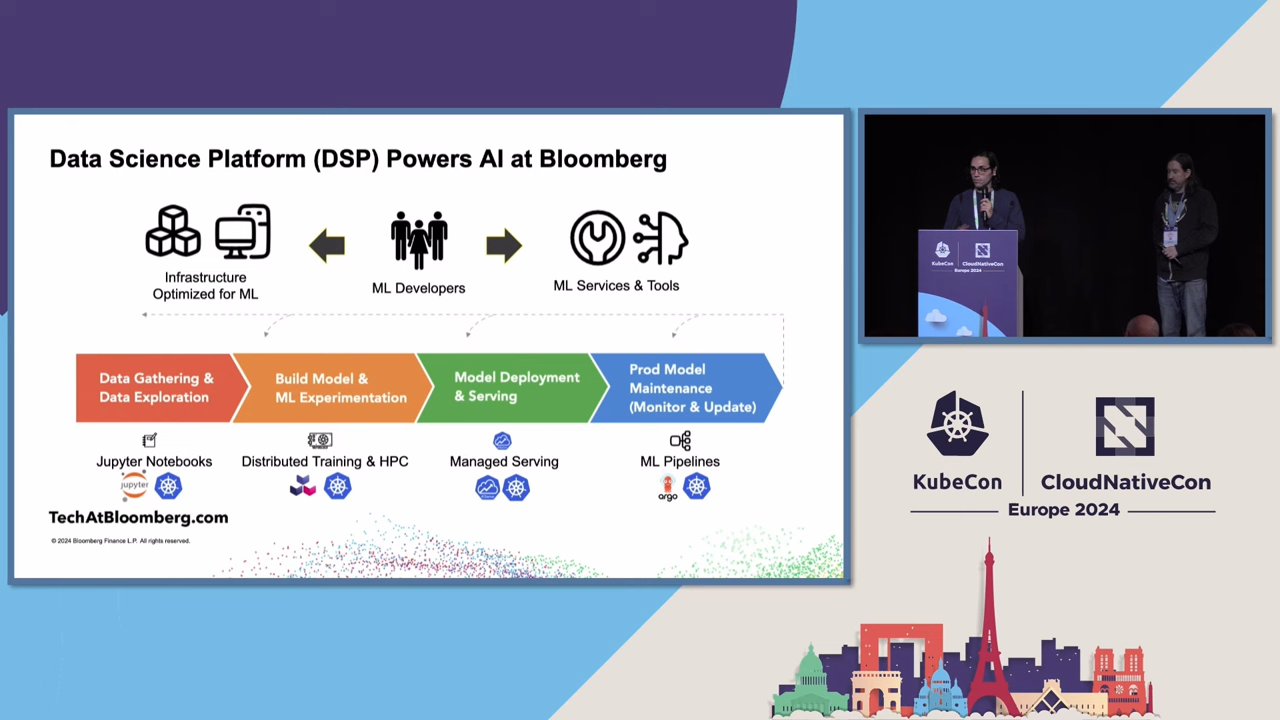 Data Science Platform (DSP) Powers AI at Bloomberg
Infrastructure
Optimized for ML
ML Developers
ML Services & Tools
Data Gathering &
Data Exploration
Build Model &
ML Experimentation
Model Deployment
& Serving
Prod Model
Maintenance
(Monitor & Update)
Jupyter Notebooks
Distributed Training & HPC
Managed Serving
ML Pipelines
jupyter
argo
TechAtBloomberg.com
© 2024 Bloomberg Finance L.P. All rights reserved.
KubeCon
CloudNativeCon
Europe 2024
KubeCon
CloudNativeCon
Europe 2024